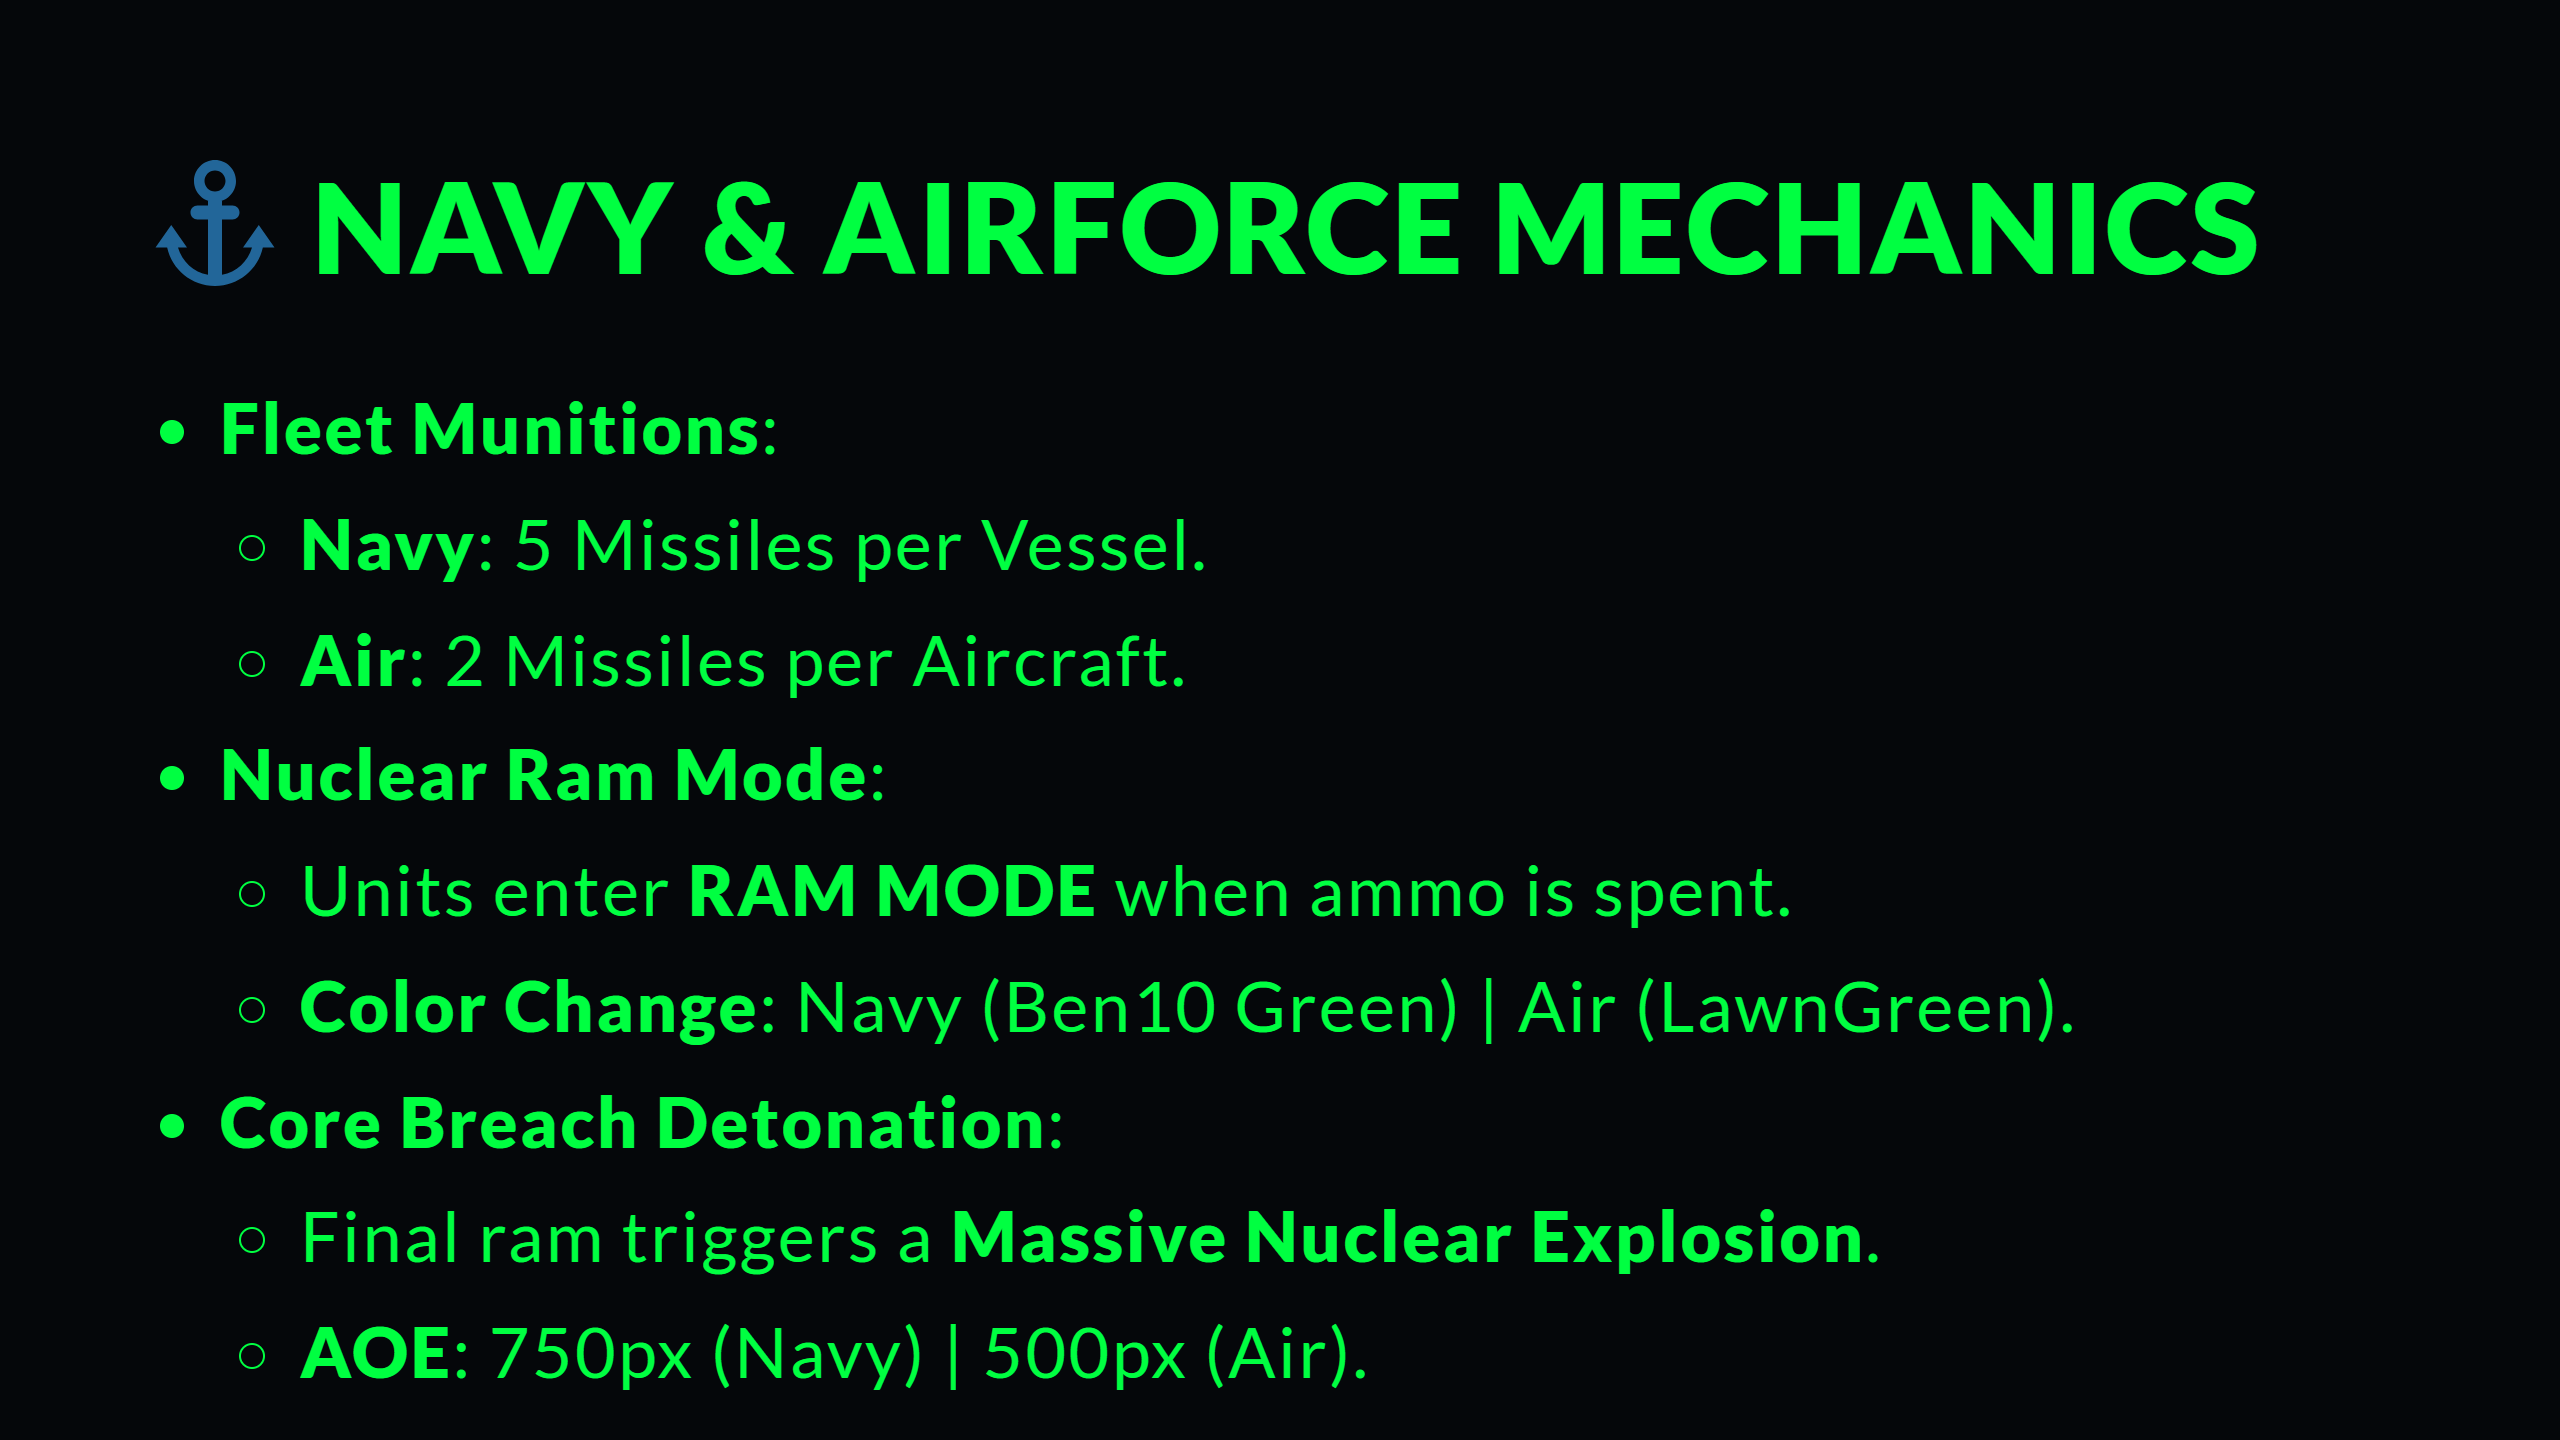 NAVY & AIRFORCE MECHANICS
Fleet Munitions:
Navy: 5 Missiles per Vessel.
Air: 2 Missiles per Aircraft.
Nuclear Ram Mode:
Units enter RAM MODE when ammo is spent.
Color Change: Navy (Ben10 Green) | Air (LawnGreen).
Core Breach Detonation:
Final ram triggers a Massive Nuclear Explosion.
AOE: 750px (Navy) | 500px (Air).